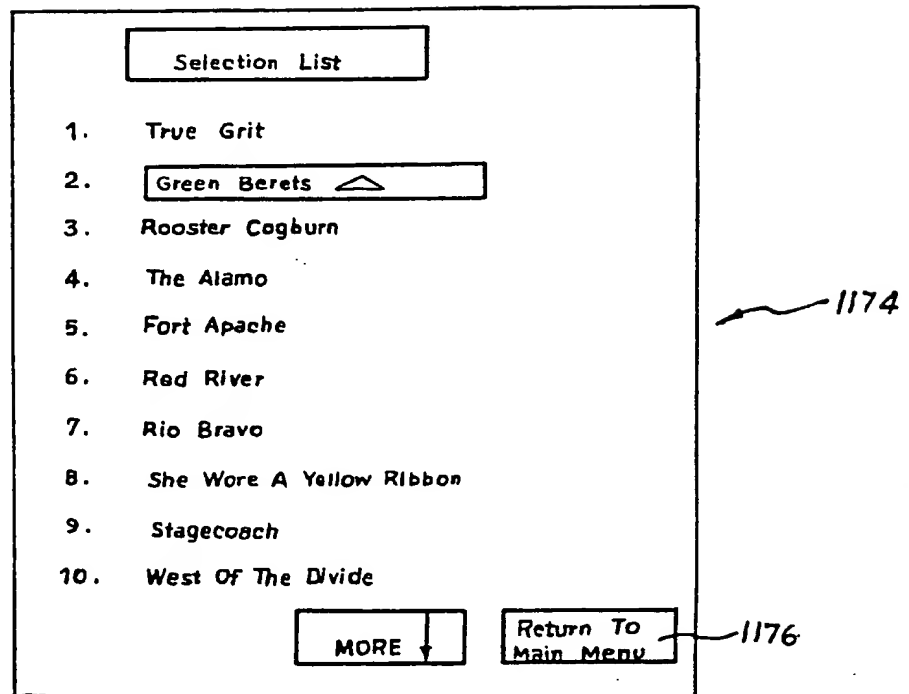 Selection List
1. True Grit
2. Green Berets
3. Rooster Cogburn
4. The Alamo
5. Fort Apache
1174
6. Red River
7. Rio Bravo
8. She Wore A Yellow Ribbon
9. Stagecoach
10. West Of The Divide
MORE
Return To
Main Menu
1176